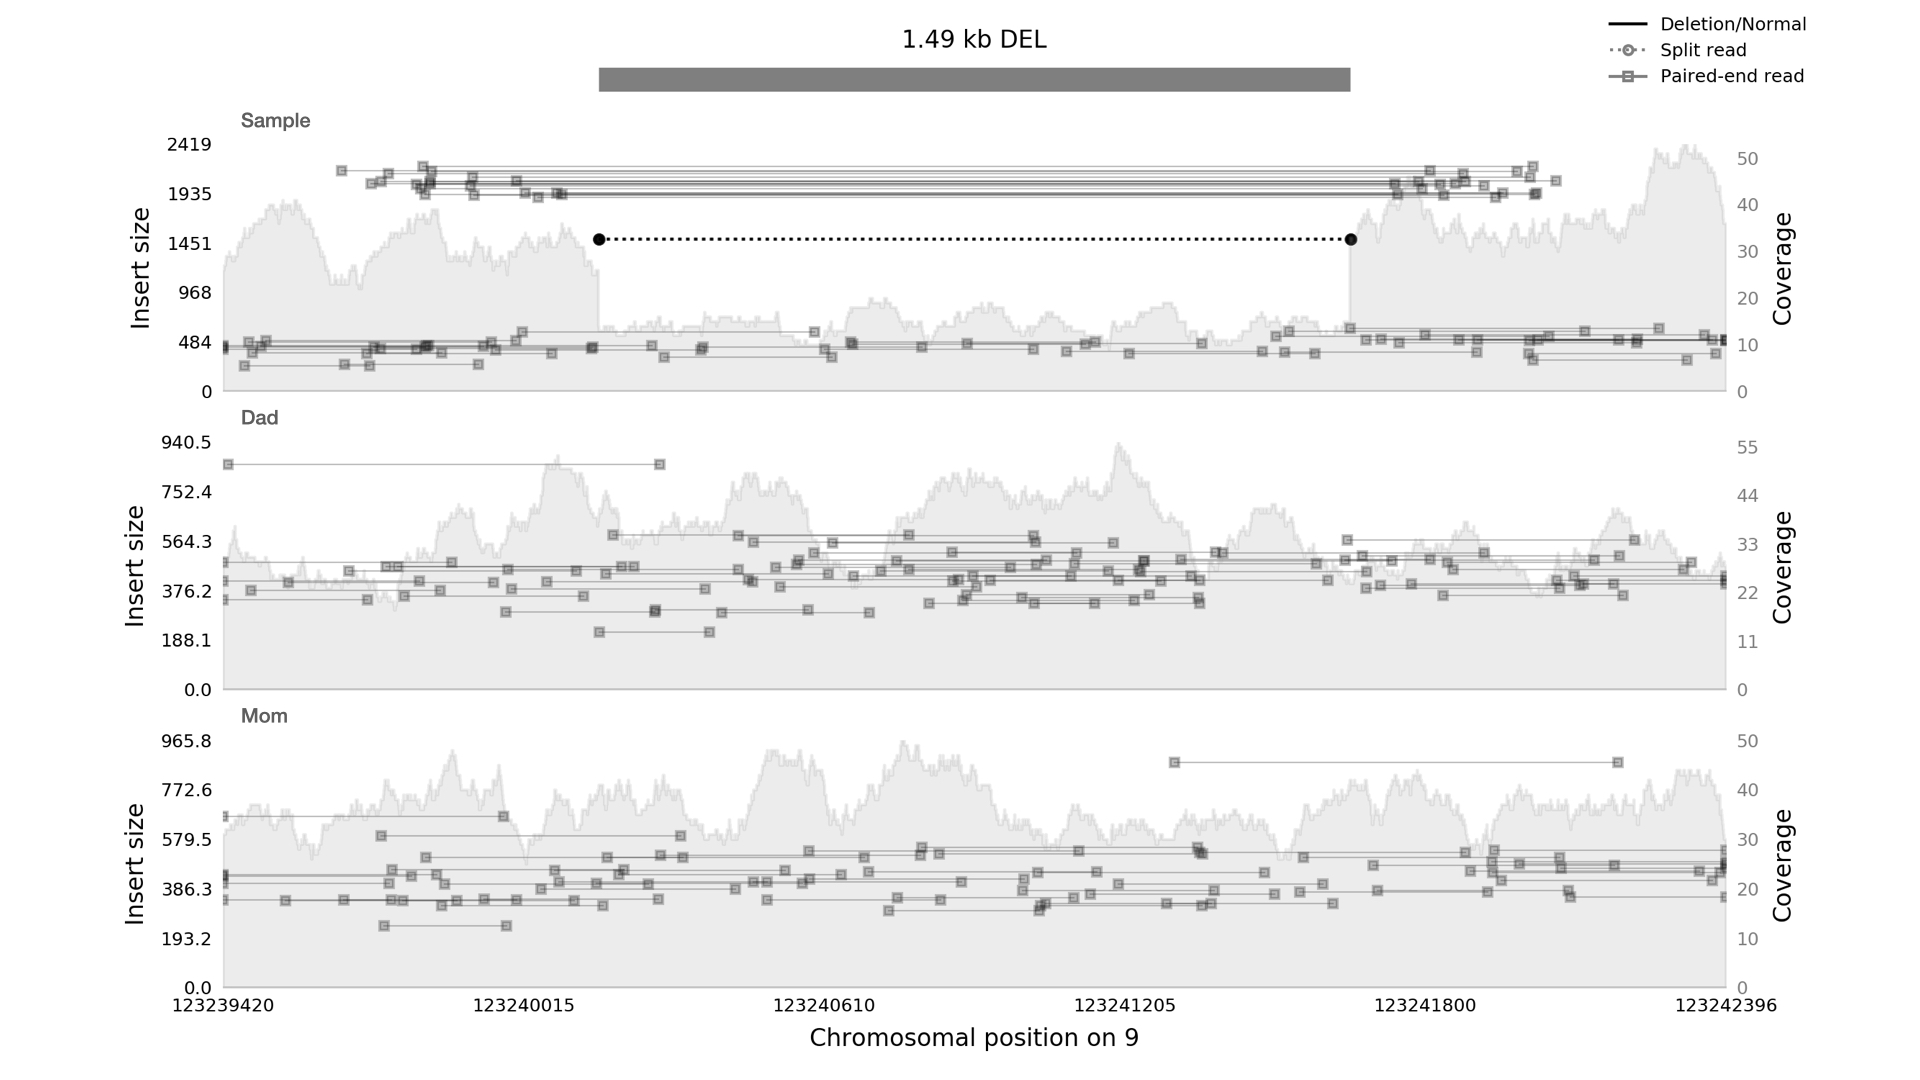 1.49 kb DEL
Deletion/Normal
Split read
Paired-end read
Sample
2419
1935
1451
968
484
0
Insert size
50
40
30
20
10
0
Coverage
Dad
940.5
752.4
564.3
376.2
188.1
0.0
Insert size
55
44
33
22
11
0
Coverage
Mom
965.8
772.6
579.5
386.3
193.2
0.0
Insert size
50
40
30
20
10
0
Coverage
123239420 123240015 123240610 123241205 123241800 123242396
Chromosomal position on 9